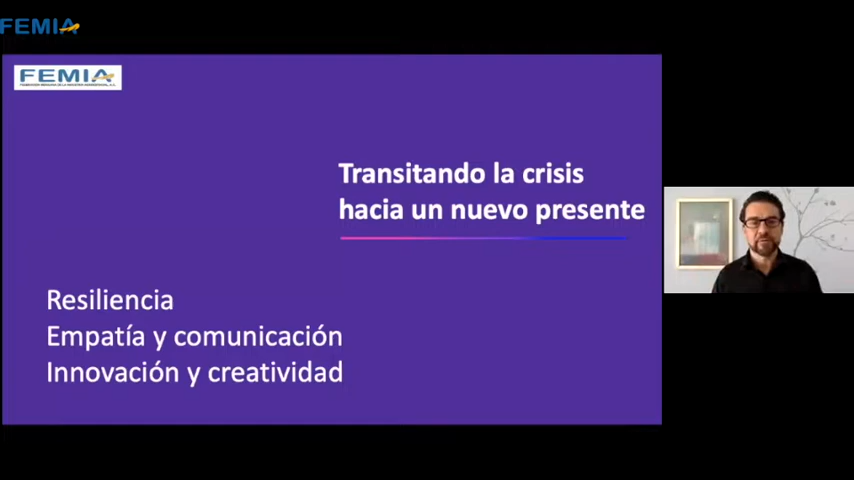 FEMIA
FEMIA
Transitando la crisis
hacia un nuevo presente
Resiliencia
Empatía y comunicación
Innovación y creatividad